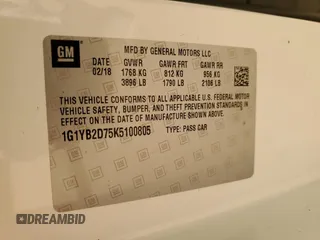 GM
MFD BY GENERAL MOTORS LLC
DATE GVWR GAWR FRT GAWR RR
02/18 1768 KG 812 KG 956 KG
3896 LB 1790 LB 2106 LB
THIS VEHICLE CONFORMS TO ALL APPLICABLE U.S. FEDERAL MOTOR
VEHICLE SAFETY, BUMPER, AND THEFT PREVENTION STANDARDS
IN EFFECT ON THE DATE OF MANUFACTURE SHOWN ABOVE.
1G1YB2D75K5100805 TYPE: PASS CAR
DREAMBID